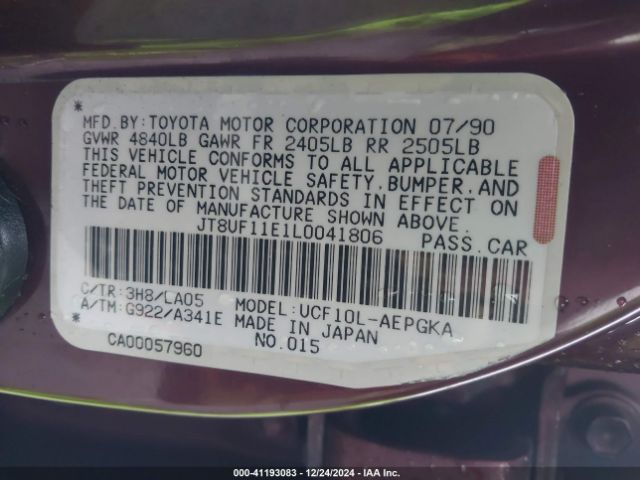 * *
MFD.BY:TOYOTA MOTOR CORPORATION 07/90
GVWR 4840LB GAWR FR 2405LB RR 2505LB
THIS VEHICLE CONFORMS TO ALL APPLICABLE
FEDERAL MOTOR VEHICLE SAFETY,BUMPER,AND
THEFT PREVENTION STANDARDS IN EFFECT ON
THE DATE OF MANUFACTURE SHOWN ABOVE.
JT8UF11E1L0041806 PASS.CAR
C/TR:3H8/LA05 MODEL:UCF10L-AEPGKA
A/TM:G922/A341E MADE IN JAPAN *
CA00057960 NO.015
000-41193083 - 12/24/2024 - IAA Inc.